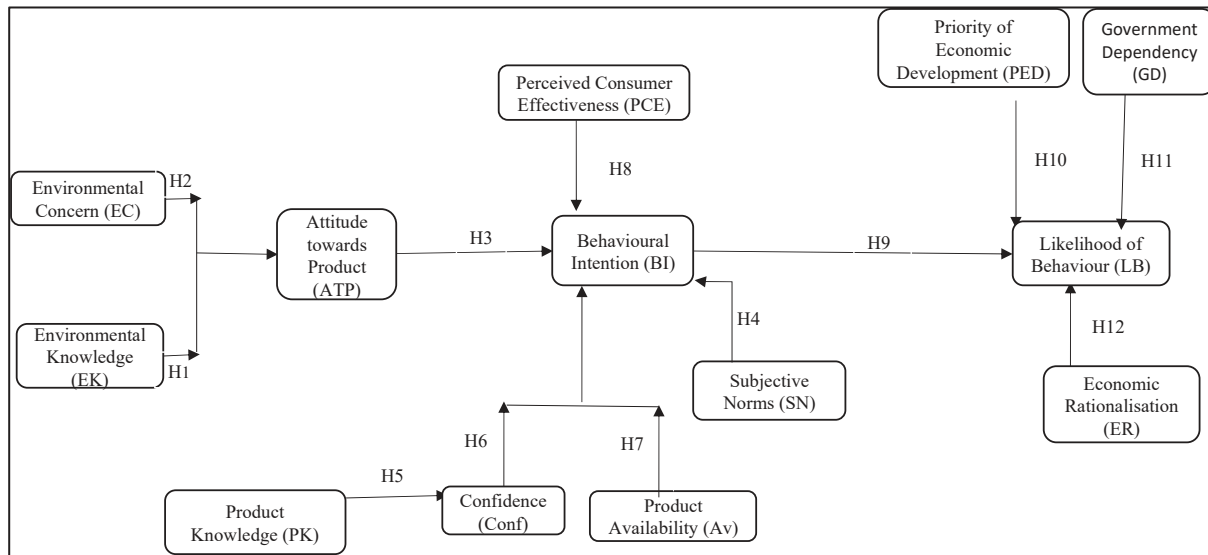 Priority of
Economic
Development (PED)
Government
Dependency
(GD)
Perceived Consumer
Effectiveness (PCE)
H10
H11
H8
H2
Environmental
Concern (EC)
Attitude
towards
Product
(ATP)
H3
Behavioural
Intention (BI)
H9
Likelihood of
Behaviour (LB)
H4
H12
Environmental
Knowledge
(EK)
H1
Subjective
Norms (SN)
Economic
Rationalisation
(ER)
H6
H7
H5
Product
Knowledge (PK)
Confidence
(Conf)
Product
Availability (Av)